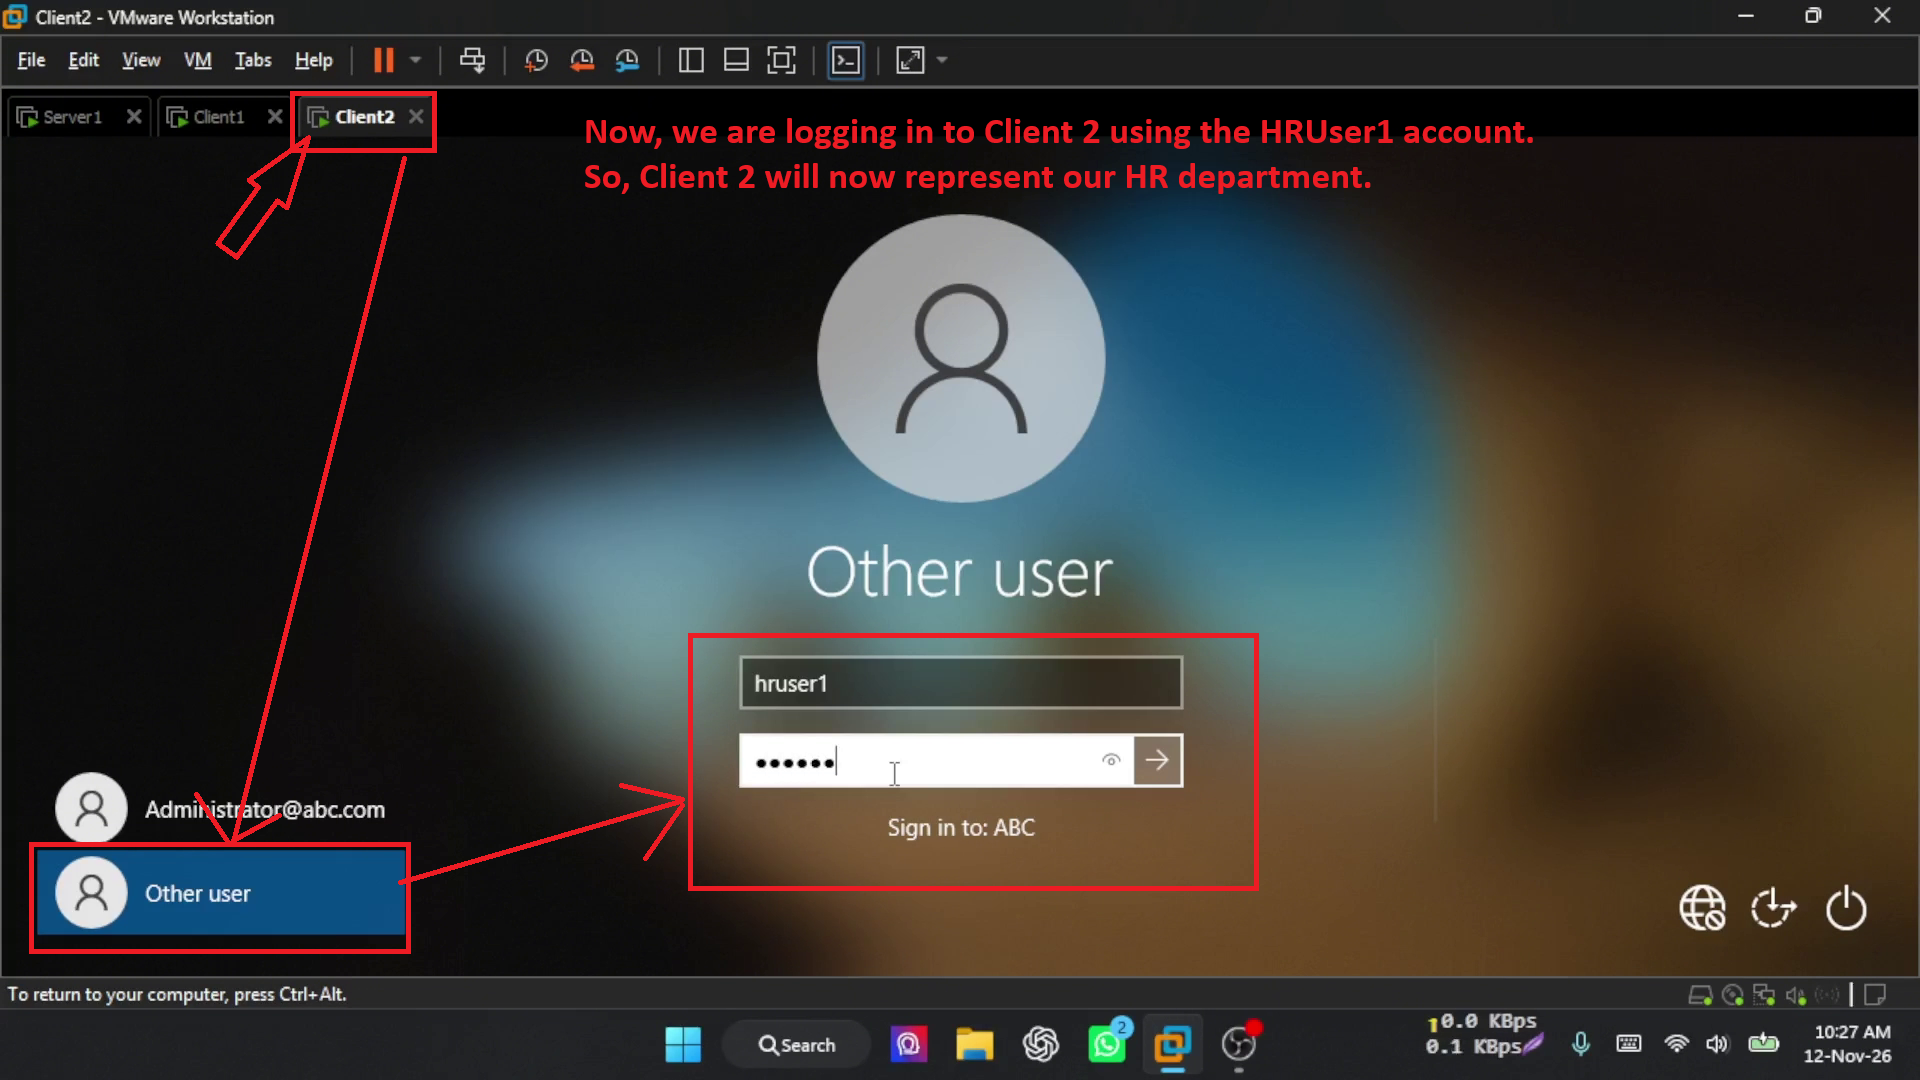 Client2 - VMware Workstation
File Edit View VM Tabs Help
Server1 Client1 Client2
Now, we are logging in to Client 2 using the HRUser1 account.
So, Client 2 will now represent our HR department.
Other user
hruser1
Sign in to: ABC
Administrator@abc.com
Other user
To return to your computer, press Ctrl+Alt.
Search
2
0.0 KBps
0.1 KBps
10:27 AM
12-Nov-26